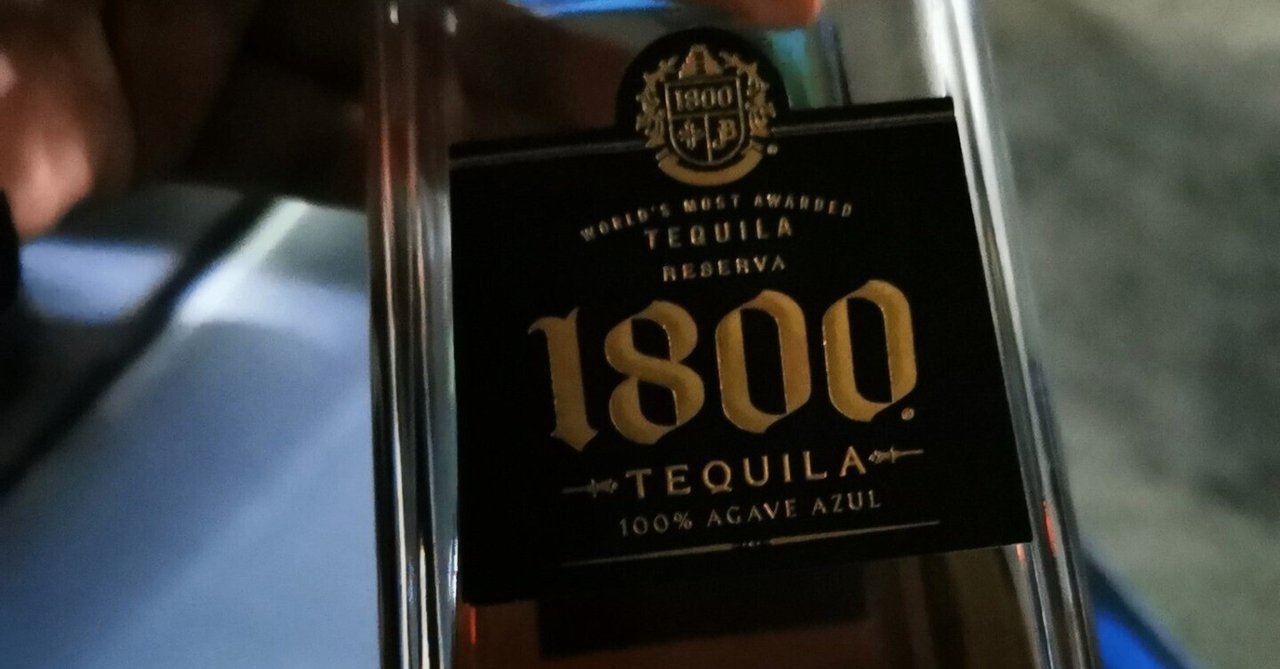 1800
WORLD'S MOST AWARDED
TEQUILA
RESERVA
1800
TEQUILA
100% AGAVE AZUL